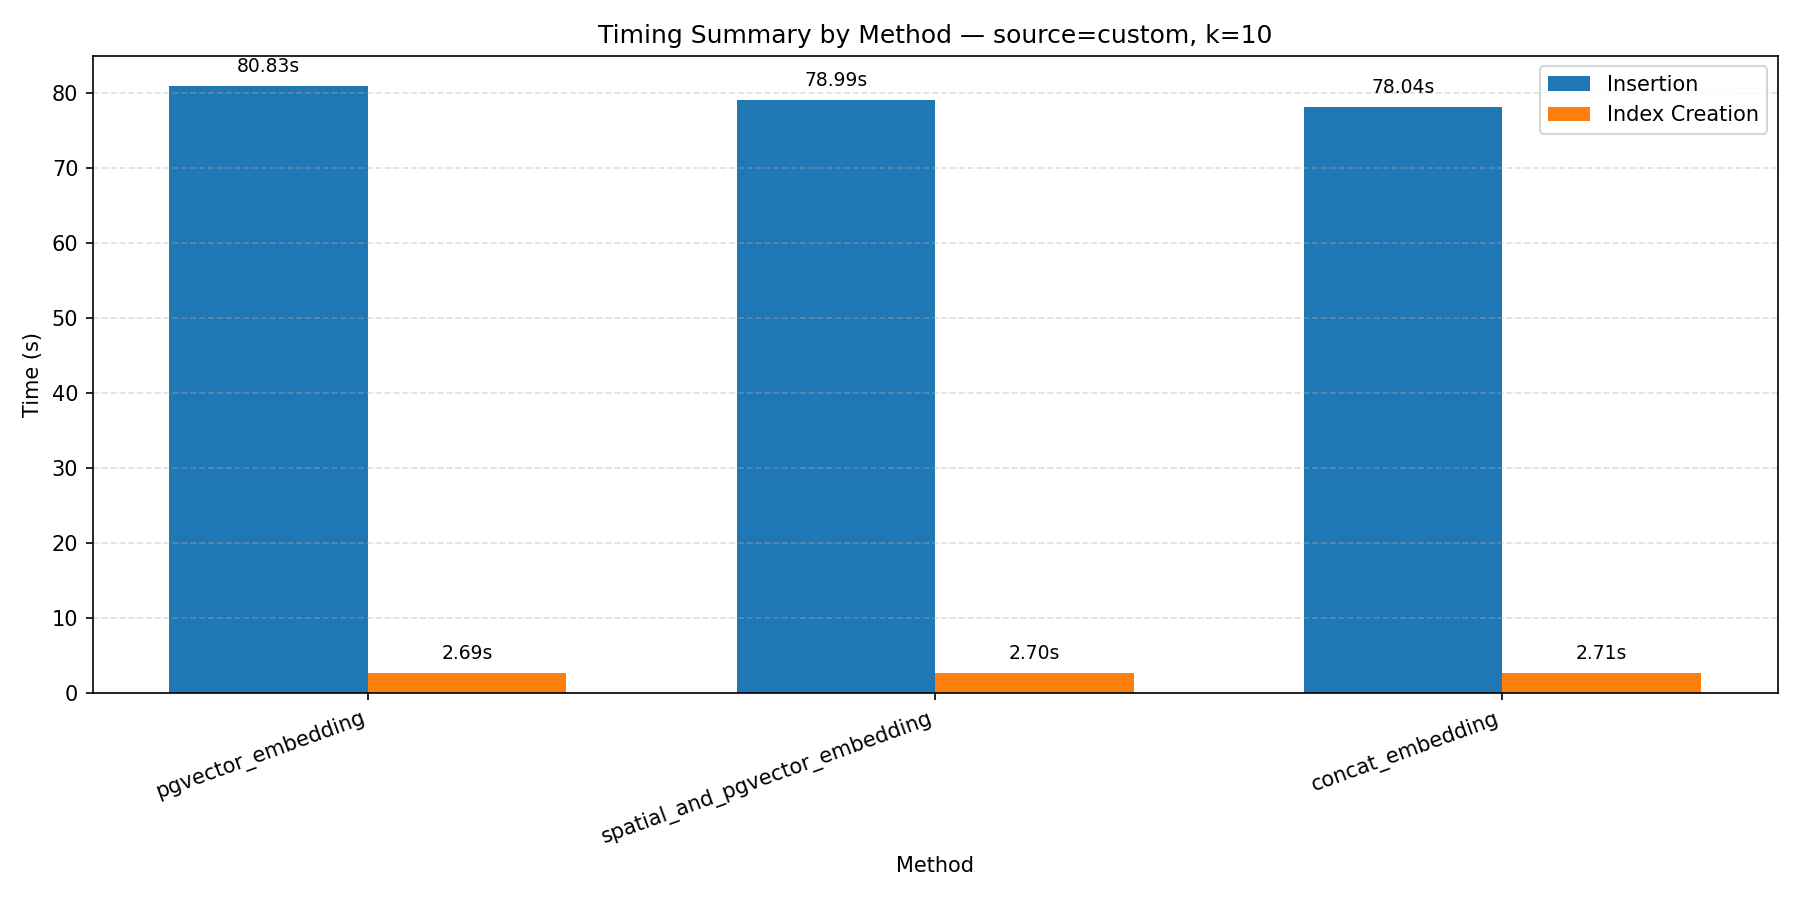 Timing Summary by Method — source=custom, k=10
80.83s
78.99s
78.04s
Insertion
Index Creation
80
70
60
50
40
30
20
10
0
Time (s)
2.69s
2.70s
2.71s
pgvector_embedding
spatial_and_pgvector_embedding
concat_embedding
Method